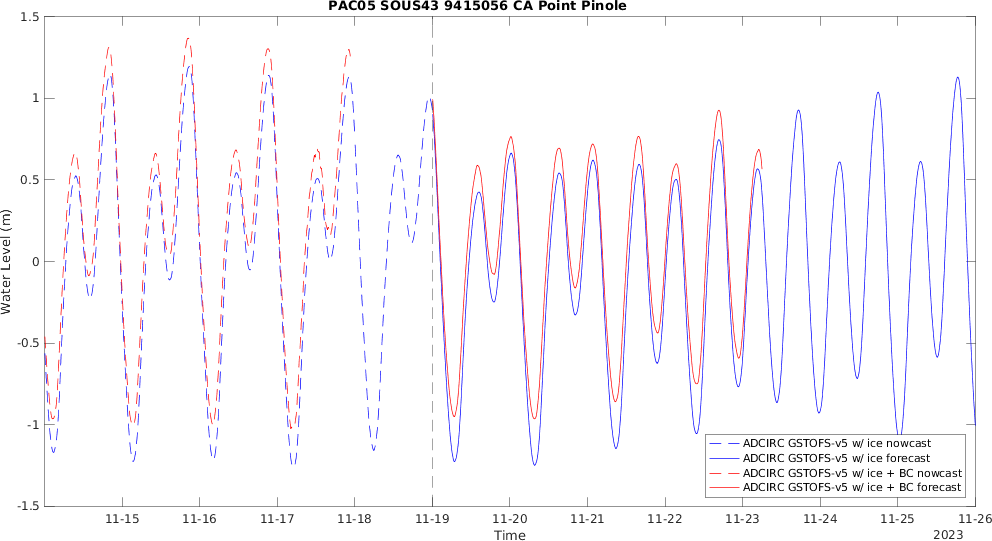 PAC05 SOUS43 9415056 CA Point Pinole
1.5
1
0.5
0
-0.5
-1
-1.5
Water Level (m)
ADCIRC GSTOFS-v5 w/ ice nowcast
ADCIRC GSTOFS-v5 w/ ice forecast
ADCIRC GSTOFS-v5 w/ ice + BC nowcast
ADCIRC GSTOFS-v5 w/ ice + BC forecast
11-15 11-16 11-17 11-18 11-19 11-20 11-21 11-22 11-23 11-24 11-25 11-26
Time
2023